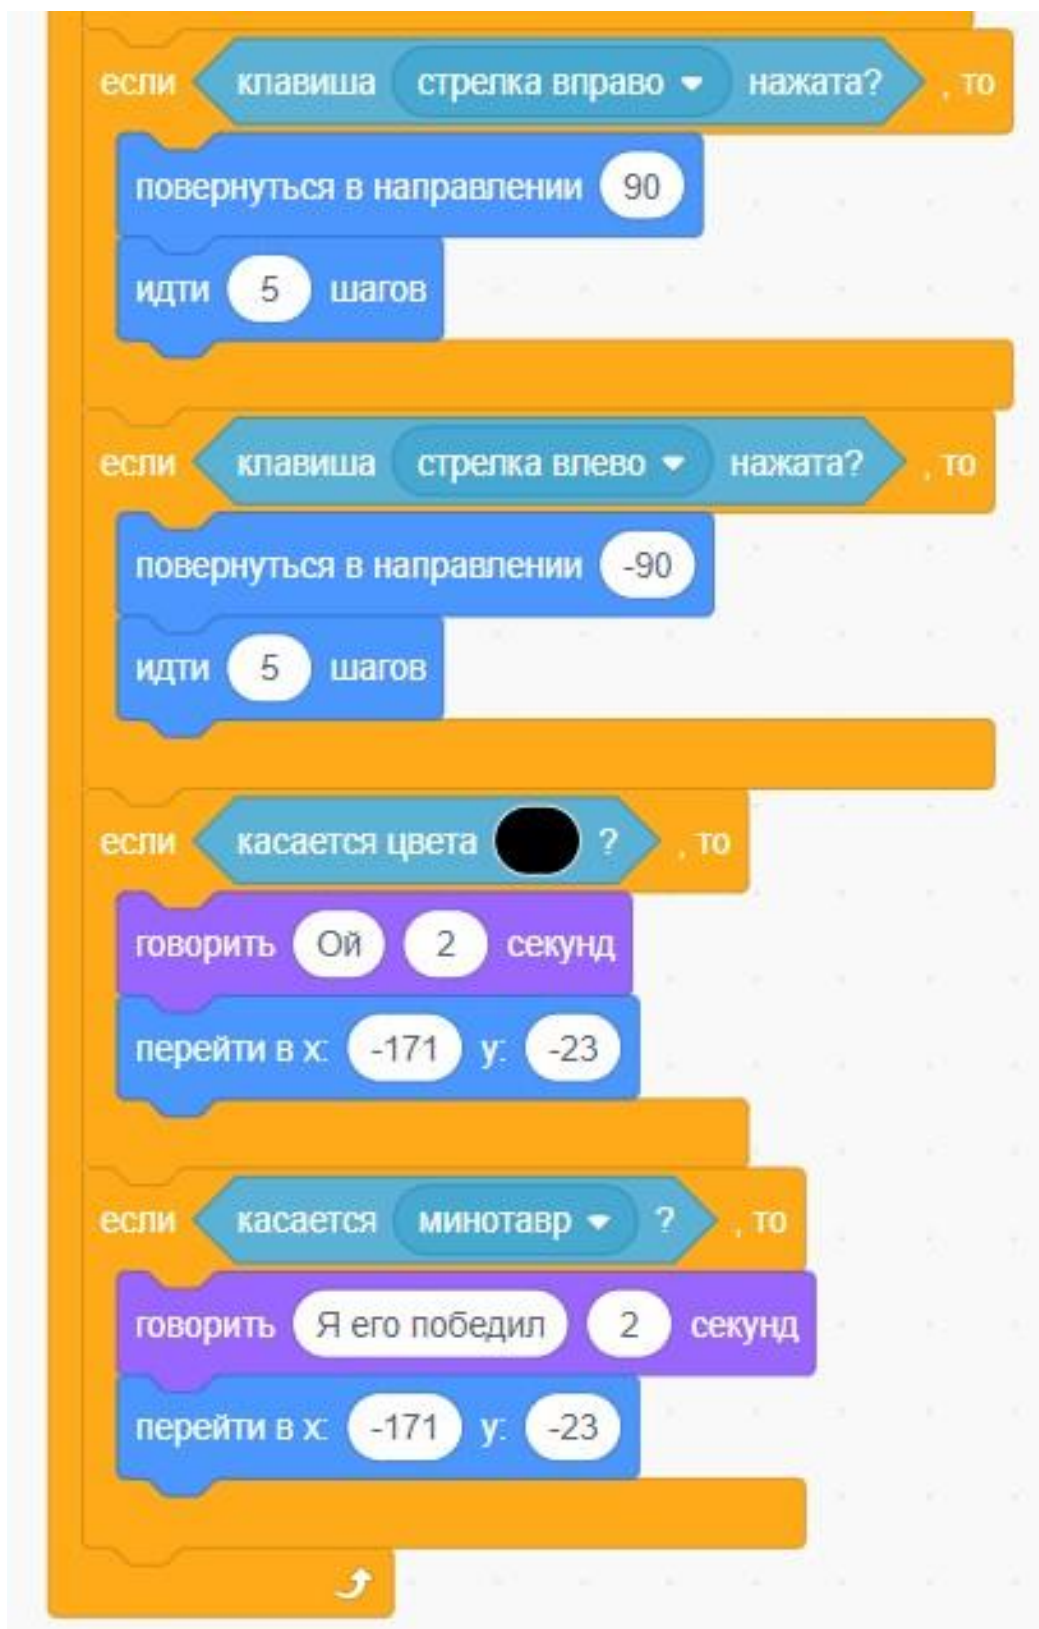 если клавиша стрелка вправо нажата? , то
повернуться в направлении 90
идти 5 шагов
если клавиша стрелка влево нажата? , то
повернуться в направлении -90
идти 5 шагов
если касается цвета ? , то
говорить Ой 2 секунд
перейти в x: -171 y: -23
если касается минотавр ? , то
говорить Я его победил 2 секунд
перейти в x: -171 y: -23